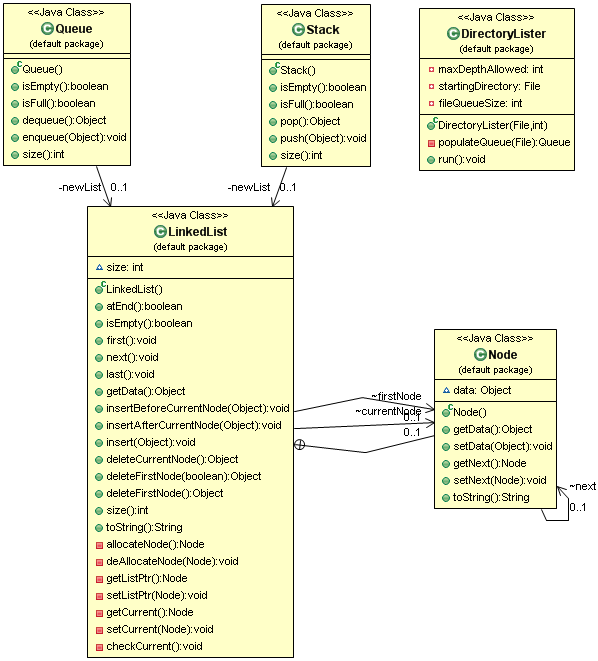 <<Java Class>>
Queue
(default package)
Queue()
isEmpty():boolean
isFull():boolean
dequeue():Object
enqueue(Object):void
size():int
<<Java Class>>
Stack
(default package)
Stack()
isEmpty():boolean
isFull():boolean
pop():Object
push(Object):void
size():int
<<Java Class>>
DirectoryLister
(default package)
maxDepthAllowed: int
startingDirectory: File
fileQueueSize: int
DirectoryLister(File,int)
populateQueue(File):Queue
run():void
-newList 0..1
-newList 0..1
<<Java Class>>
LinkedList
(default package)
size: int
LinkedList()
atEnd():boolean
isEmpty():boolean
first():void
next():void
last():void
getData():Object
insertBeforeCurrentNode(Object):void
insertAfterCurrentNode(Object):void
insert(Object):void
deleteCurrentNode():Object
deleteFirstNode(boolean):Object
deleteFirstNode():Object
size():int
toString():String
allocateNode():Node
deAllocateNode(Node):void
getListPtr():Node
setListPtr(Node):void
getCurrent():Node
setCurrent(Node):void
checkCurrent():void
~firstNode
0..1
~currentNode
0..1
<<Java Class>>
Node
(default package)
data: Object
Node()
getData():Object
setData(Object):void
getNext():Node
setNext(Node):void
toString():String
~next
0..1